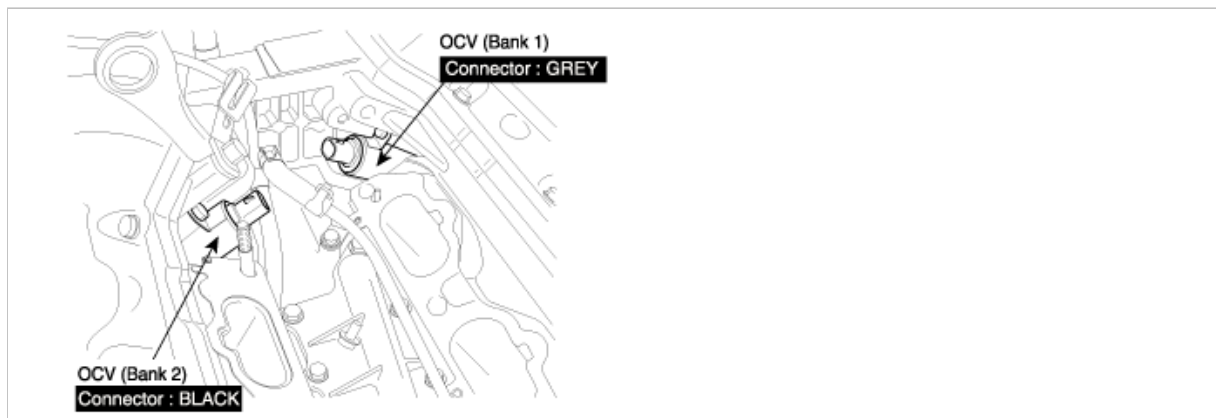 OCV (Bank 1)
Connector : GREY
OCV (Bank 2)
Connector : BLACK